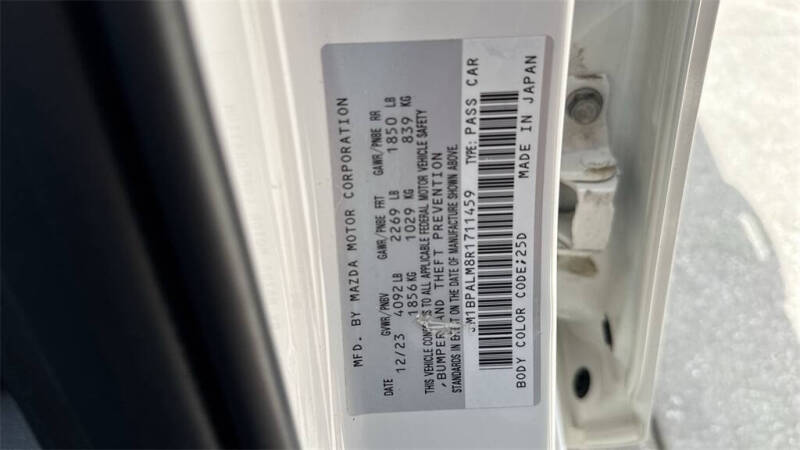 MFD. BY MAZDA MOTOR CORPORATION
DATE GVWR/PNBV GAWR/PNBE FRT GAWR/PNBE RR
12/23 4092 LB 2269 LB 1850 LB
1856 KG 1029 KG 839 KG
THIS VEHICLE TO ALL APPLICABLE FEDERAL MOTOR VEHICLE SAFETY
, BUMPER AND THEFT PREVENTION
STANDARDS IN ON THE DATE OF MANUFACTURE SHOWN ABOVE.
JM1BPALM8R1711459 TYPE: PASS CAR
BODY COLOR CODE;25D MADE IN JAPAN